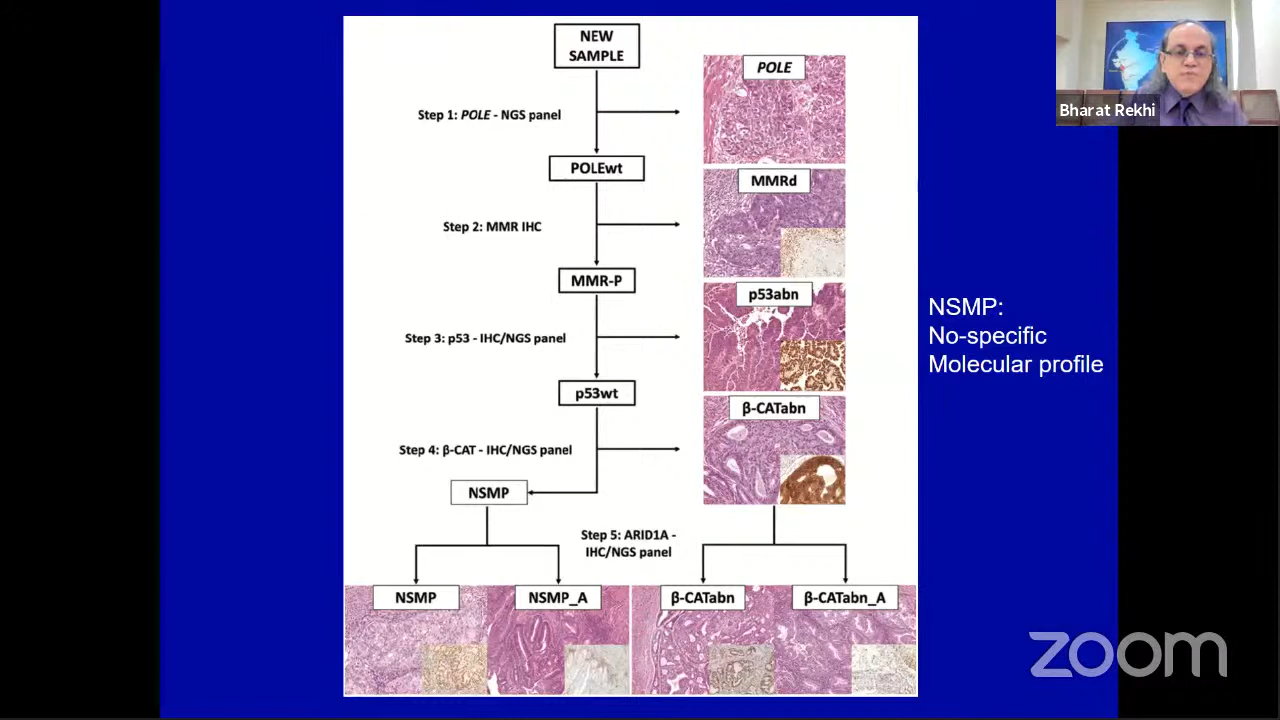 NEW
SAMPLE
POLE
Step 1: POLE - NGS panel
POLEwt
MMRd
Step 2: MMR IHC
MMR-P
p53abn
Step 3: p53 - IHC/NGS panel
p53wt
β-CATabn
Step 4: β-CAT - IHC/NGS panel
NSMP
Step 5: ARID1A -
IHC/NGS panel
NSMP
NSMP_A
β-CATabn
β-CATabn_A
NSMP:
No-specific
Molecular profile
Bharat Rekhi
zoom